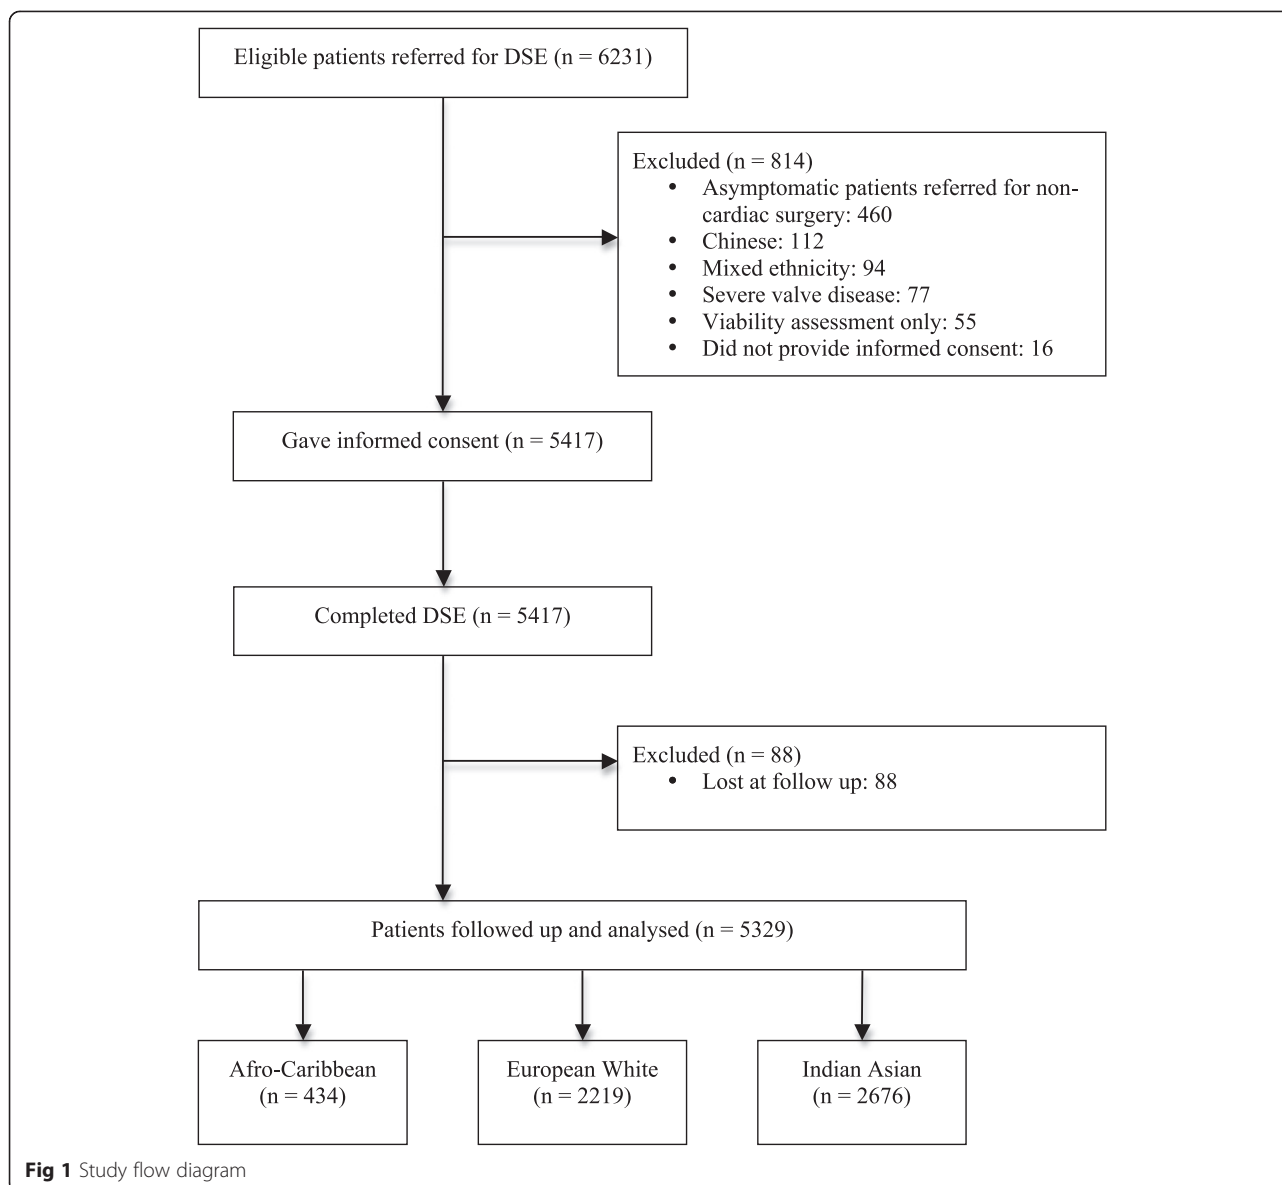 Eligible patients referred for DSE (n = 6231)
Excluded (n = 814)
• Asymptomatic patients referred for non-
cardiac surgery: 460
• Chinese: 112
• Mixed ethnicity: 94
• Severe valve disease: 77
• Viability assessment only: 55
• Did not provide informed consent: 16
Gave informed consent (n = 5417)
Completed DSE (n = 5417)
Excluded (n = 88)
• Lost at follow up: 88
Patients followed up and analysed (n = 5329)
Afro-Caribbean
(n = 434)
European White
(n = 2219)
Indian Asian
(n = 2676)
Fig 1 Study flow diagram